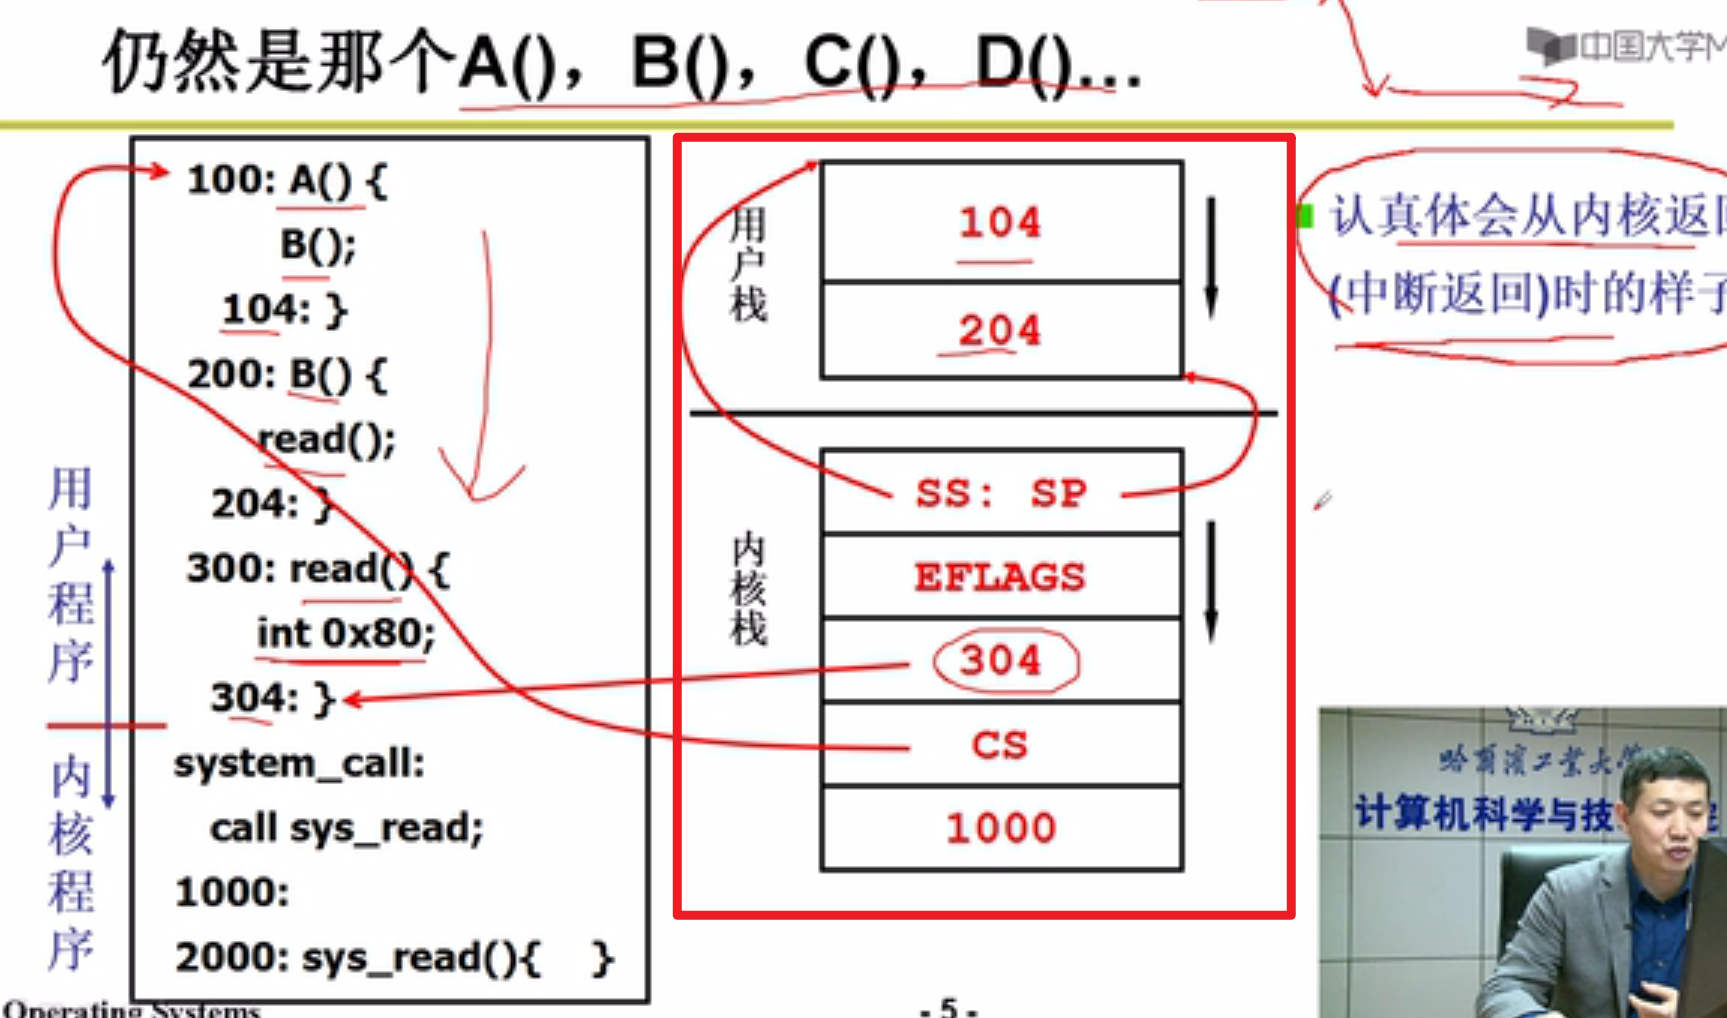 仍然是那个A()，B()，C()，D()...
中国大学M
100: A() {
B();
104: }
200: B() {
read();
204: }
300: read() {
int 0x80;
304: }
system_call:
call sys_read;
1000:
2000: sys_read(){ }
用户程序
内核程序
用户栈
104
204
内核栈
SS: SP
EFLAGS
304
CS
1000
认真体会从内核返回
(中断返回)时的样子
哈尔滨工业大学
计算机科学与技
Operating Systems
- 5 -